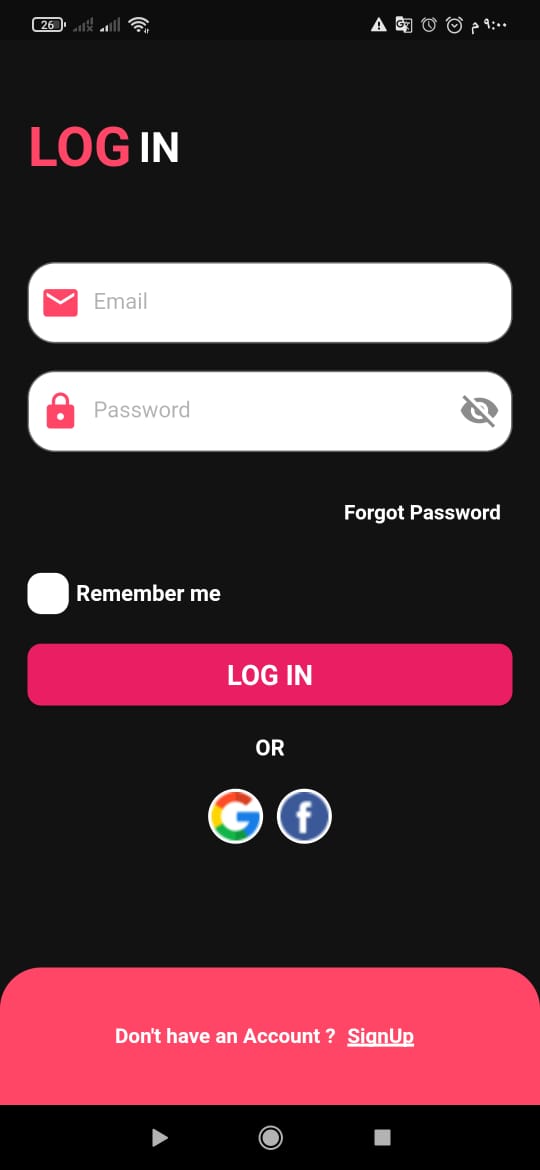 26 م ٩:٠٠
LOG IN
Email
Password
Forgot Password
Remember me
LOG IN
OR
G f
Don't have an Account ? SignUp